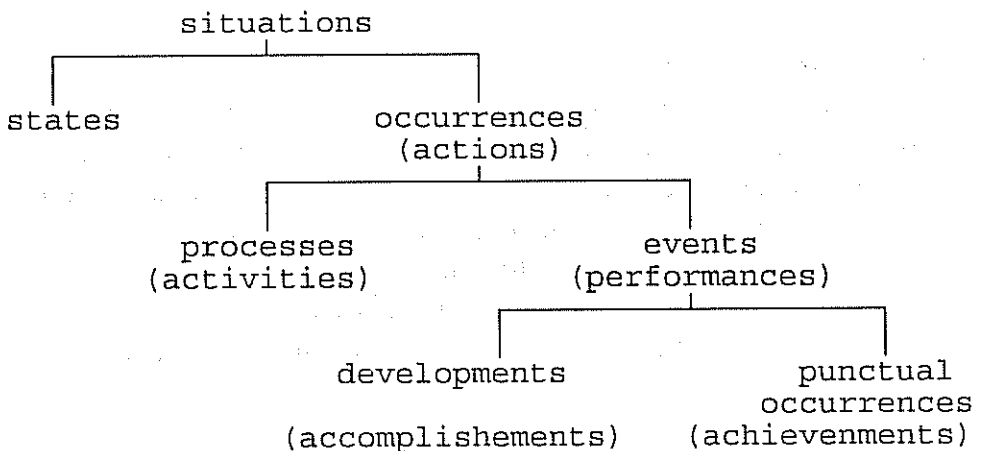 situations
states
occurrences
(actions)
processes
(activities)
events
(performances)
developments
(accomplishements)
punctual
occurrences
(achievenments)